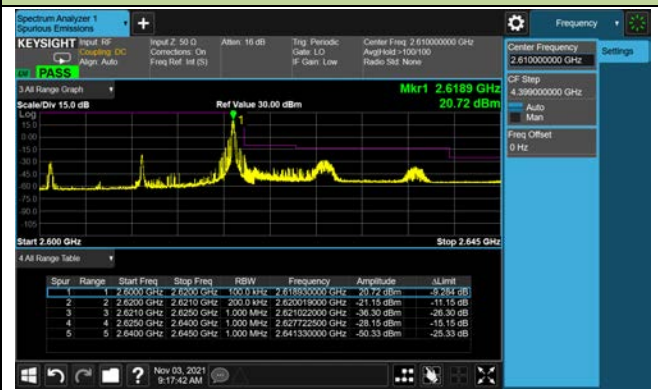 Spectrum Analyzer 1
Spurious Emissions
Frequency
KEYSIGHT
Input: RF
Coupling: DC
Align: Auto
Input Z: 50 Ω
Corrections: On
Freq Ref: Int (S)
Atten: 16 dB
Trig: Periodic
Gate: LO
IF Gain: Low
Center Freq: 2.610000000 GHz
Avg|Hold:>100/100
Radio Std: None
PASS
Center Frequency
2.610000000 GHz
Settings
CF Step
4.399000000 GHz
Auto
Man
Freq Offset
0 Hz
3 All Range Graph
Mkr1 2.6189 GHz
20.72 dBm
Scale/Div 15.0 dB
Ref Value 30.00 dBm
Log
15.0
0.00
-15.0
-30.0
-45.0
-60.0
-75.0
-90.0
-105
1
Start 2.600 GHz
Stop 2.645 GHz
4 All Range Table
Spur Range Start Freq Stop Freq RBW Frequency Amplitude ΔLimit
1 1 2.6000 GHz 2.6200 GHz 100.0 kHz 2.618930000 GHz 20.72 dBm -9.284 dB
2 2 2.6200 GHz 2.6210 GHz 200.0 kHz 2.620019000 GHz -21.15 dBm -11.15 dB
3 3 2.6210 GHz 2.6250 GHz 1.000 MHz 2.621022000 GHz -36.30 dBm -26.30 dB
4 4 2.6250 GHz 2.6400 GHz 1.000 MHz 2.627722500 GHz -28.15 dBm -15.15 dB
5 5 2.6400 GHz 2.6450 GHz 1.000 MHz 2.641330000 GHz -50.33 dBm -25.33 dB
Nov 03, 2021
9:17:42 AM